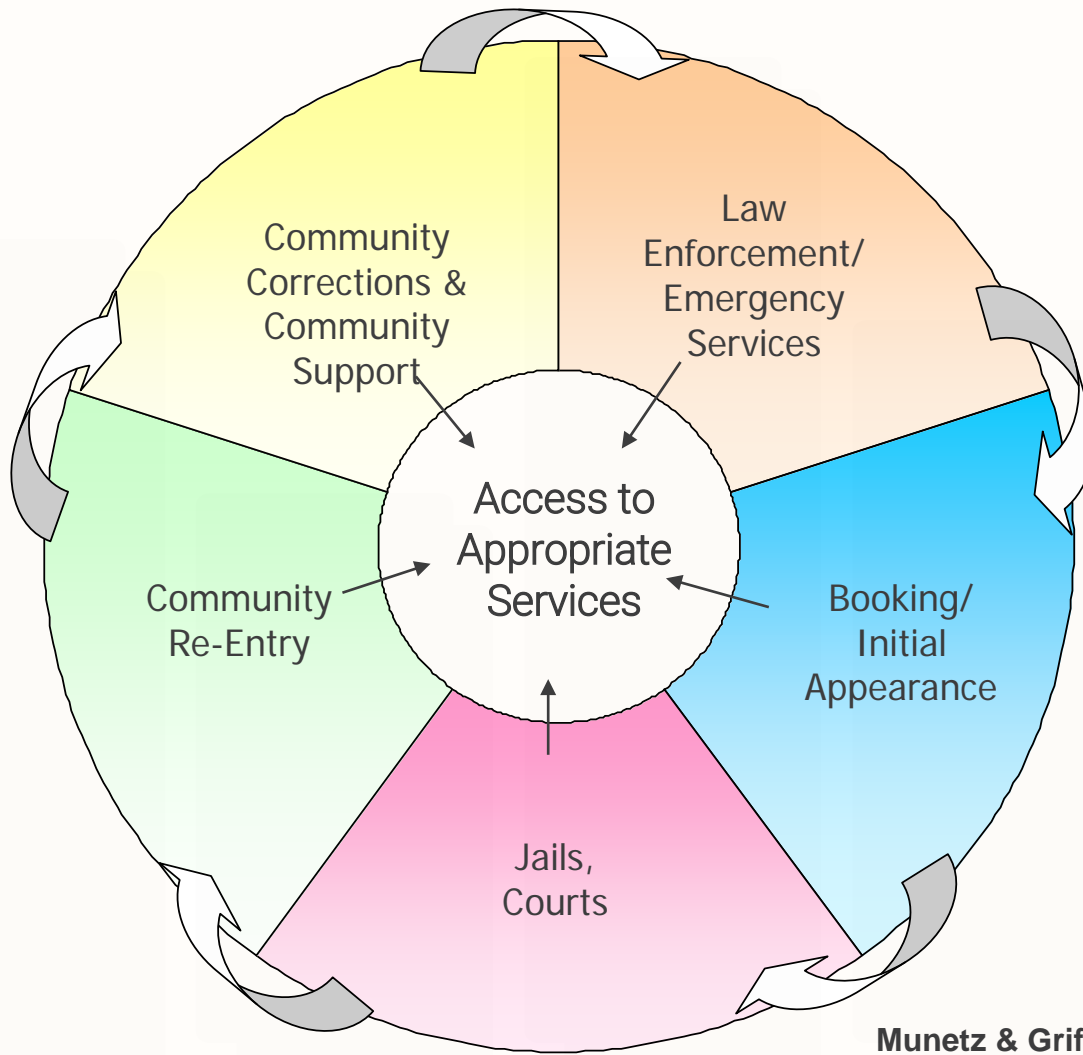 Community
Corrections &
Community
Support
Law
Enforcement/
Emergency
Services
Access to
Appropriate
Services
Community
Re-Entry
Booking/
Initial
Appearance
Jails,
Courts
Munetz &